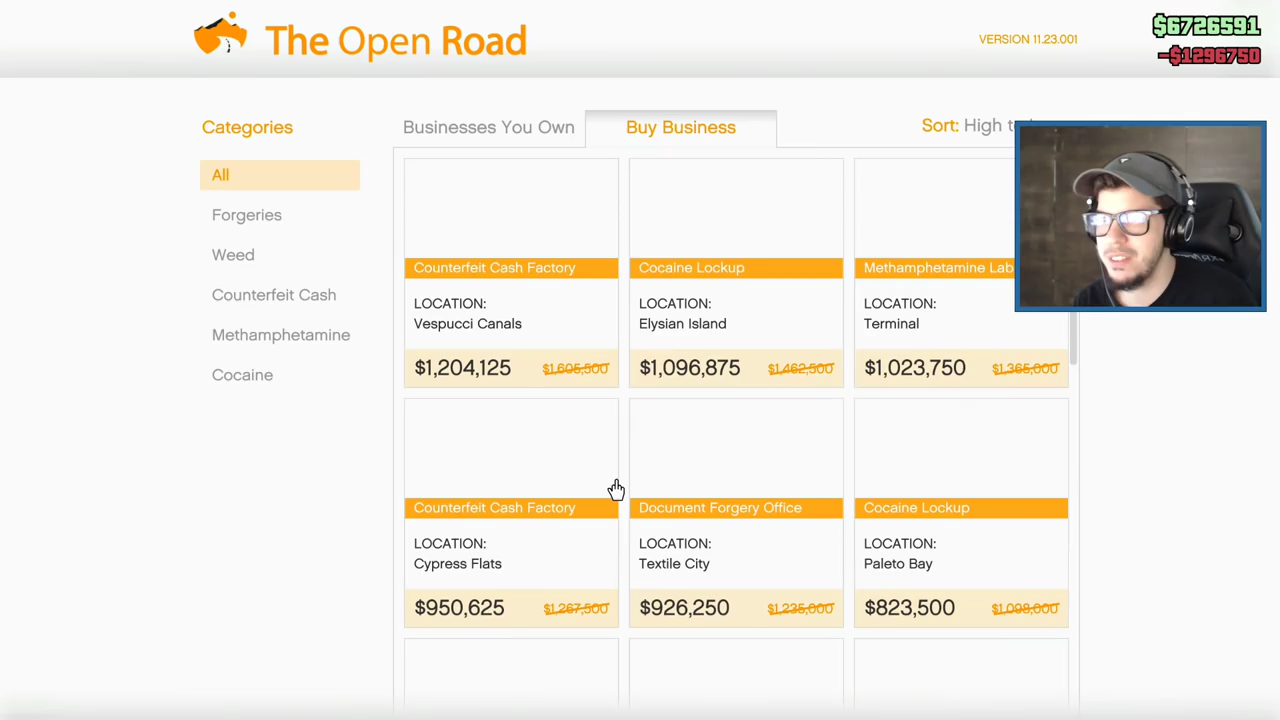 The Open Road
VERSION 11.23.001
$6726591
-$1296750
Categories
All
Forgeries
Weed
Counterfeit Cash
Methamphetamine
Cocaine
Businesses You Own
Buy Business
Sort: High
Counterfeit Cash Factory
LOCATION:
Vespucci Canals
$1,204,125 $1,605,500
Cocaine Lockup
LOCATION:
Elysian Island
$1,096,875 $1,462,500
Methamphetamine Lab
LOCATION:
Terminal
$1,023,750 $1,365,000
Counterfeit Cash Factory
LOCATION:
Cypress Flats
$950,625 $1,267,500
Document Forgery Office
LOCATION:
Textile City
$926,250 $1,235,000
Cocaine Lockup
LOCATION:
Paleto Bay
$823,500 $1,098,000